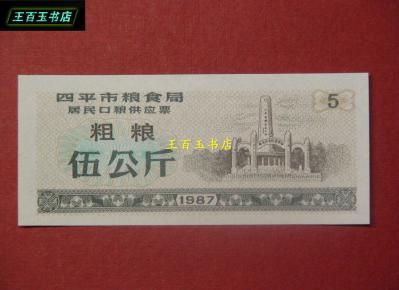 王百玉书店
四平市粮食局
居民口粮供应票
5
粗粮
伍公斤
王百玉书店
1987